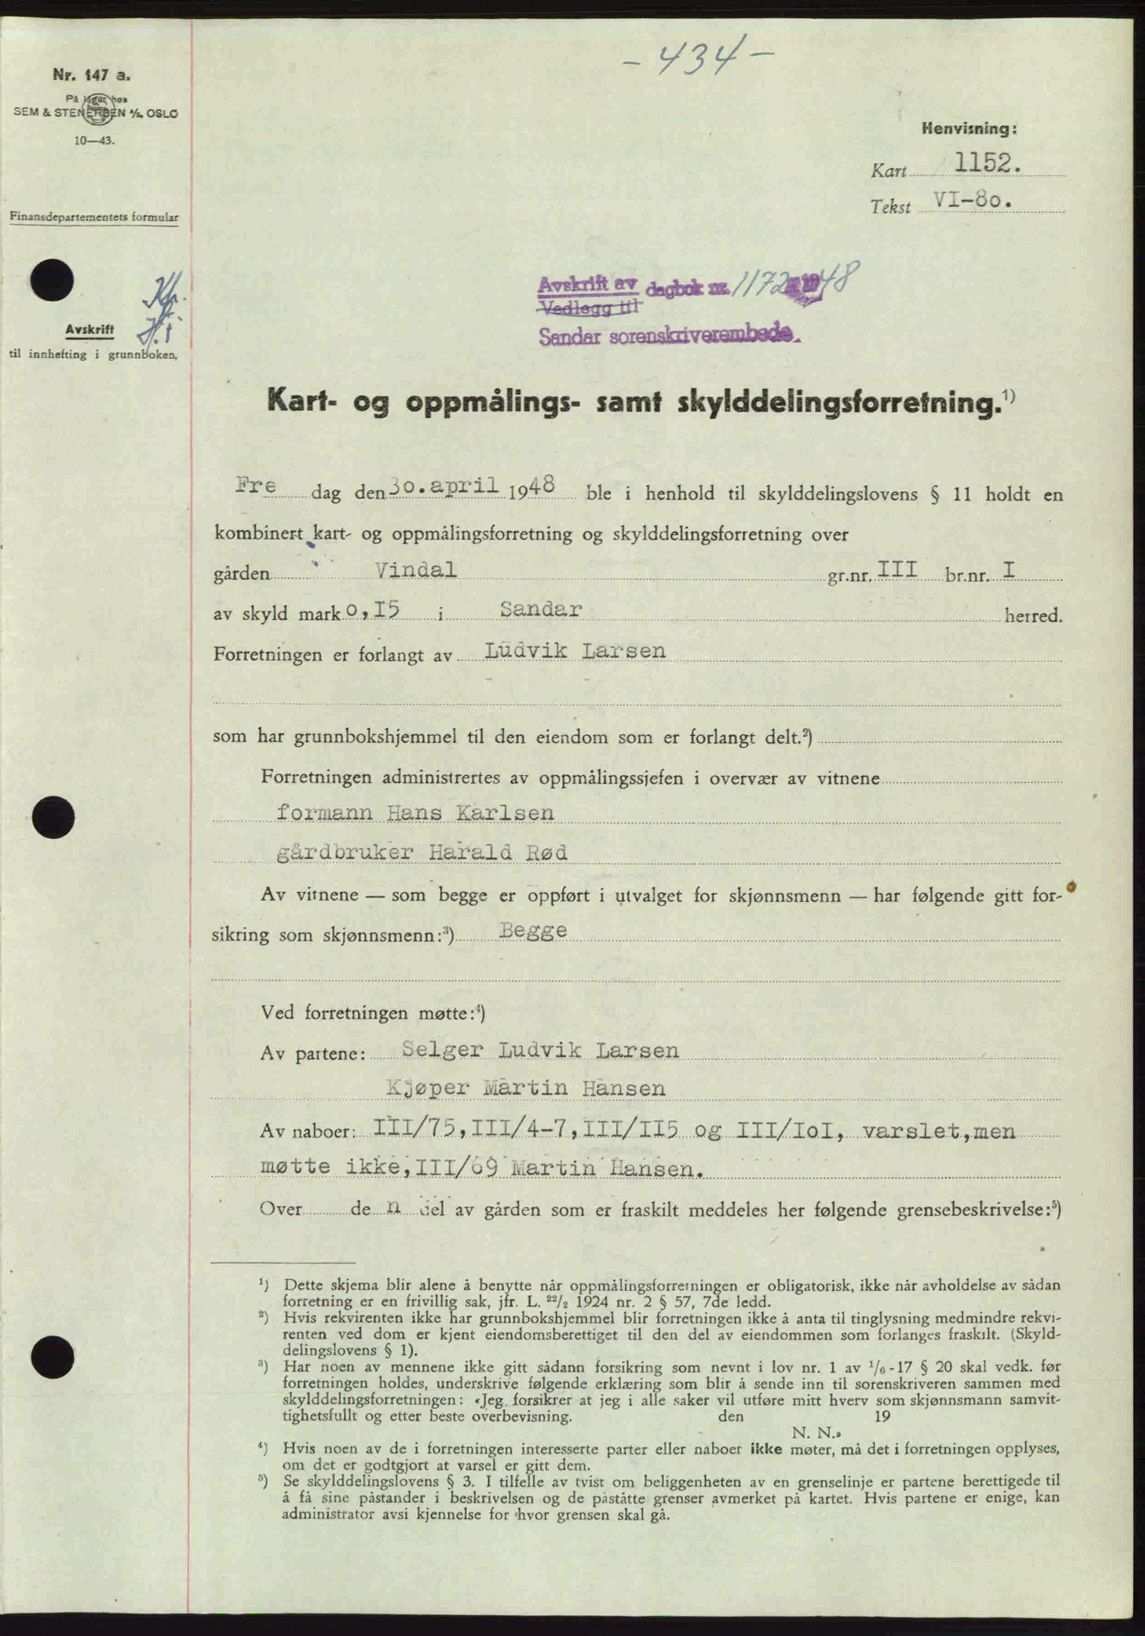 - 434 -
Nr. 147 a.
På lager hos
SEM & STENERSEN A/S, OSLO
10—43.
Finansdepartementets formular
Avskrift
til innhefting i grunnboken.
Henvisning:
Kart 1152.
Tekst VI-80.
Avskrift av dagbok nr. 1172 19 48
Vedlegg til
Sandar sorenskriverembede.
Kart- og oppmålings- samt skylddelingsforretning.¹)
Fre dag den 30. april 1948 ble i henhold til skylddelingslovens § 11 holdt en
kombinert kart- og oppmålingsforretning og skylddelingsforretning over
gården Vindal gr.nr. III br.nr. I
av skyld mark 0,I5 i Sandar herred.
Forretningen er forlangt av Ludvik Larsen
som har grunnbokshjemmel til den eiendom som er forlangt delt.²)
Forretningen administrertes av oppmålingssjefen i overvær av vitnene
formann Hans Karlsen
gårdbruker Harald Rød
Av vitnene — som begge er oppført i utvalget for skjønnsmenn — har følgende gitt for-
sikring som skjønnsmenn:³) Begge
Ved forretningen møtte:⁴)
Av partene: Selger Ludvik Larsen
Kjøper Martin Hansen
Av naboer: III/75,III/4-7,III/II5 og III/IoI, varslet,men
møtte ikke,III/69 Martin Hansen.
Over de n del av gården som er fraskilt meddeles her følgende grensebeskrivelse:⁵)
¹) Dette skjema blir alene å benytte når oppmålingsforretningen er obligatorisk, ikke når avholdelse av sådan
forretning er en frivillig sak, jfr. L. 22/2 1924 nr. 2 § 57, 7de ledd.
²) Hvis rekvirenten ikke har grunnbokshjemmel blir forretningen ikke å anta til tinglysning medmindre rekvi-
renten ved dom er kjent eiendomsberettiget til den del av eiendommen som forlanges fraskilt. (Skyld-
delingslovens § 1).
³) Har noen av mennene ikke gitt sådann forsikring som nevnt i lov nr. 1 av 1/6-17 § 20 skal vedk. før
forretningen holdes, underskrive følgende erklæring som blir å sende inn til sorenskriveren sammen med
skylddelingsforretningen: «Jeg forsikrer at jeg i alle saker vil utføre mitt hverv som skjønnsmann samvit-
tighetsfullt og etter beste overbevisning. den 19
N. N.»
⁴) Hvis noen av de i forretningen interesserte parter eller naboer ikke møter, må det i forretningen opplyses,
om det er godtgjort at varsel er gitt dem.
⁵) Se skylddelingslovens § 3. I tilfelle av tvist om beliggenheten av en grenselinje er partene berettigede til
å få sine påstander i beskrivelsen og de påståtte grenser avmerket på kartet. Hvis partene er enige, kan
administrator avsi kjennelse for hvor grensen skal gå.